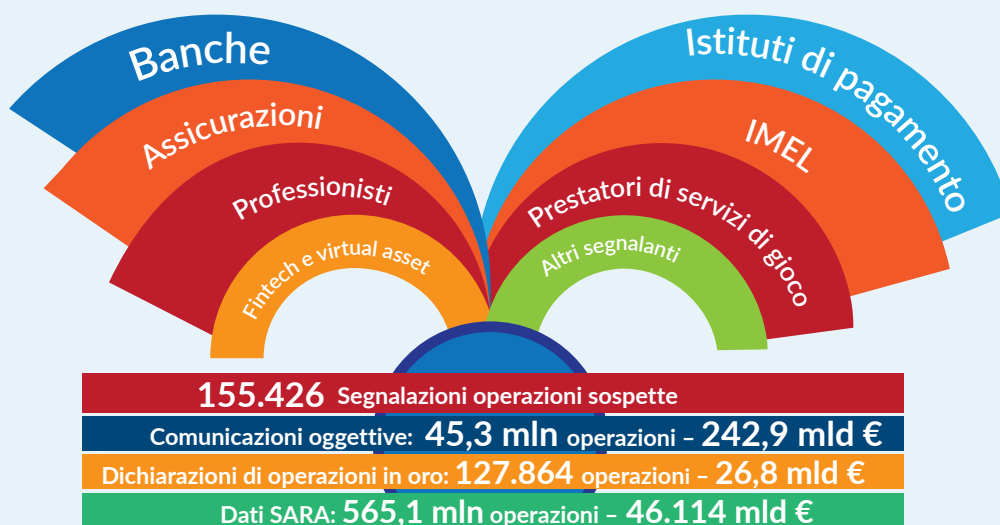 Banche
Assicurazioni
Professionisti
Fintech e virtual asset
Istituti di pagamento
IMEL
Prestatori di servizi di gioco
Altri segnalanti
155.426 Segnalazioni operazioni sospette
Comunicazioni oggettive: 45,3 mln operazioni – 242,9 mld €
Dichiarazioni di operazioni in oro: 127.864 operazioni – 26,8 mld €
Dati SARA: 565,1 mln operazioni – 46.114 mld €